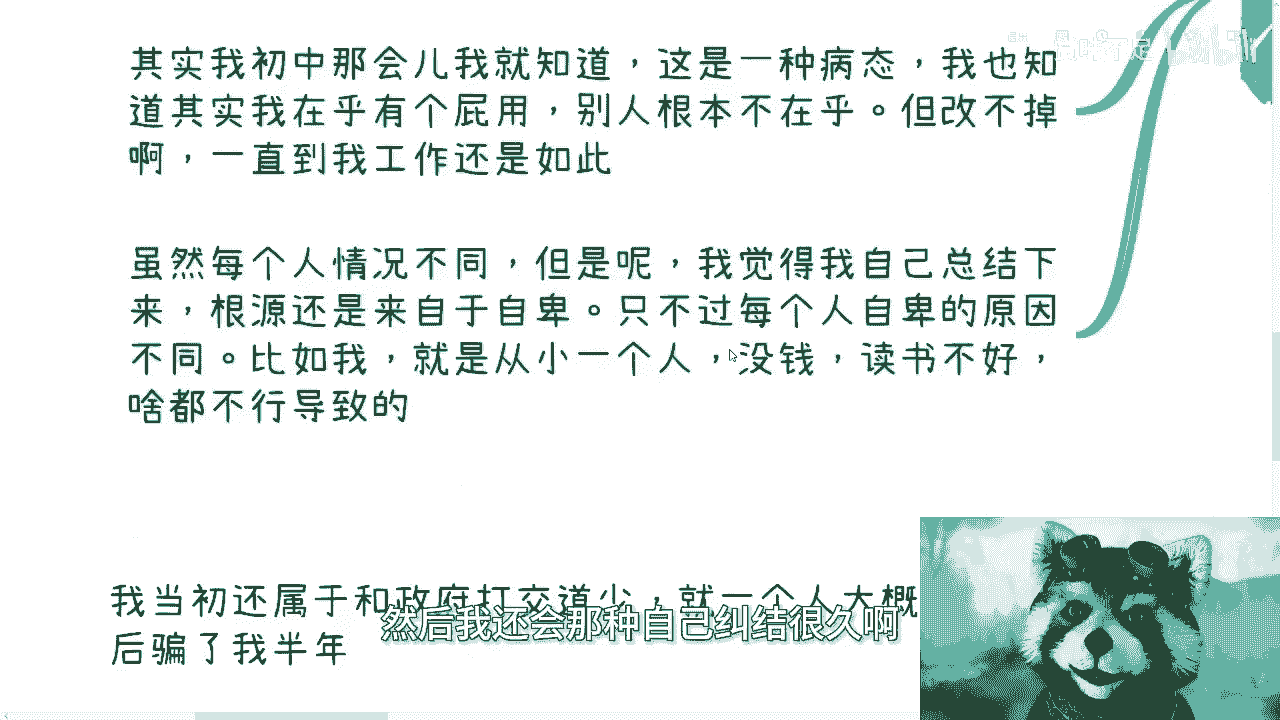 其实我初中那会儿我就知道，这是一种病态，我也知
道其实我在乎有个屁用，别人根本不在乎。但改不掉
啊，一直到我工作还是如此
虽然每个人情况不同，但是呢，我觉得我自己总结下
来，根源还是来自于自卑。只不过每个人自卑的原因
不同。比如我，就是从小一个人，没钱，读书不好，
啥都不行导致的
我当初还属于和政府打交道少，就一个人大概
后骗了我半年
然后我还会那种自己纠结很久啊